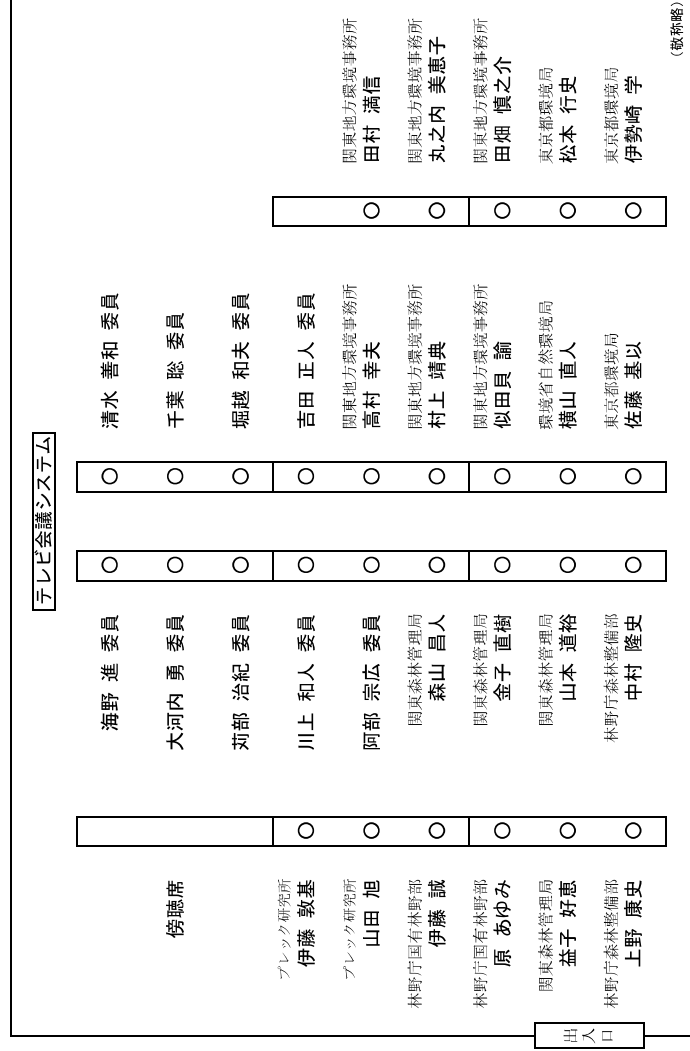 テレビ会議システム
清水 善和 委員
千葉 聡 委員
堀越 和夫 委員
吉田 正人 委員
関東地方環境事務所
高村 幸夫
関東地方環境事務所
村上 靖典
関東地方環境事務所
似田貝 諭
環境省自然環境局
横山 直人
東京都環境局
佐藤 基以
関東地方環境事務所
田村 満信
関東地方環境事務所
丸之内 美恵子
関東地方環境事務所
田畑 慎之介
東京都環境局
松本 行史
東京都環境局
伊勢崎 学
海野 進 委員
大河内 勇 委員
苅部 治紀 委員
川上 和人 委員
阿部 宗広 委員
関東森林管理局
森山 昌人
関東森林管理局
金子 直樹
関東森林管理局
山本 道裕
林野庁森林整備部
中村 隆史
傍聴席
プレック研究所
伊藤 敦基
プレック研究所
山田 旭
林野庁国有林野部
伊藤 誠
林野庁国有林野部
原 あゆみ
関東森林管理局
益子 好恵
林野庁森林整備部
上野 康史
出入口
(敬称略)